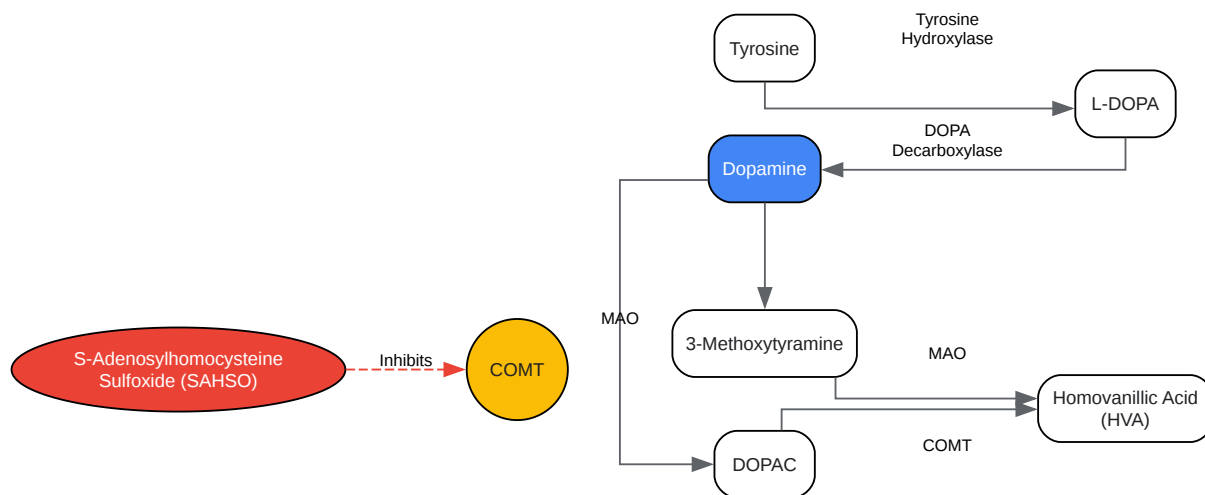 Tyrosine
Hydroxylase
Tyrosine
L-DOPA
DOPA
Decarboxylase
Dopamine
MAO
3-Methoxytyramine
MAO
S-Adenosylhomocysteine
Sulfoxide (SAHSO)
Inhibits
COMT
Homovanillic Acid
(HVA)
COMT
DOPAC